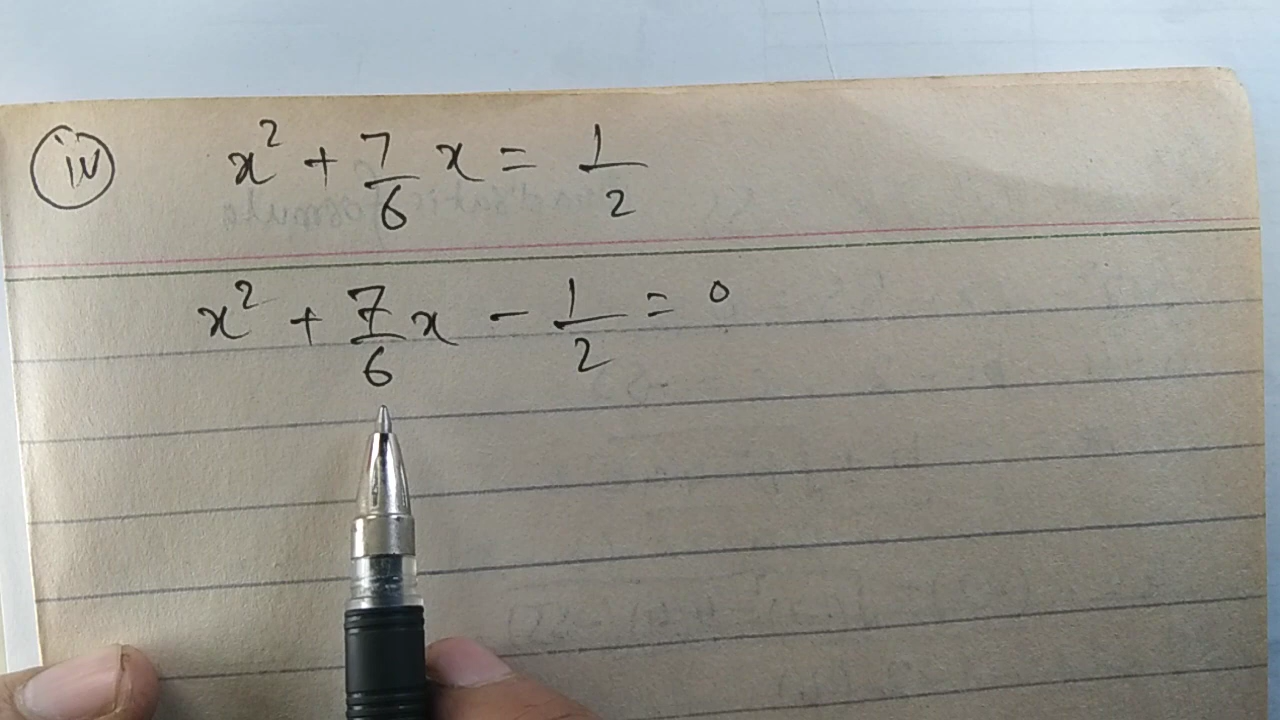 (iv) x² + 7/6 x = 1/2
x² + 7/6 x - 1/2 = 0